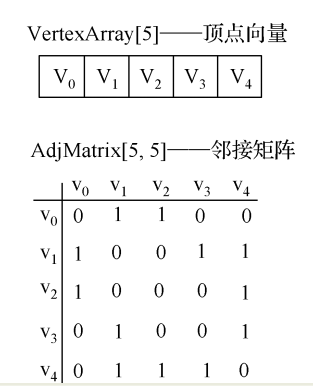 VertexArray[5]——顶点向量
V₀ V₁ V₂ V₃ V₄
AdjMatrix[5, 5]——邻接矩阵
v₀ v₁ v₂ v₃ v₄
v₀ 0 1 1 0 0
v₁ 1 0 0 1 1
v₂ 1 0 0 0 1
v₃ 0 1 0 0 1
v₄ 0 1 1 1 0